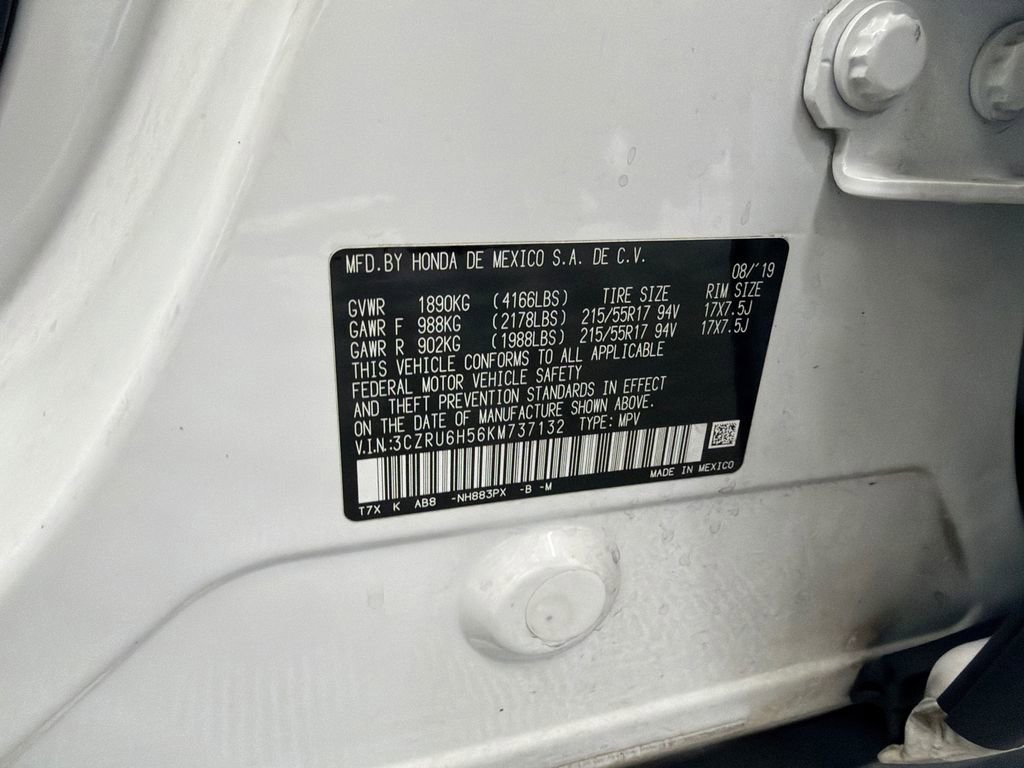 MFD.BY HONDA DE MEXICO S.A. DE C.V.
08/'19
GVWR 1890KG (4166LBS) TIRE SIZE RIM SIZE
GAWR F 988KG (2178LBS) 215/55R17 94V 17X7.5J
GAWR R 902KG (1988LBS) 215/55R17 94V 17X7.5J
THIS VEHICLE CONFORMS TO ALL APPLICABLE
FEDERAL MOTOR VEHICLE SAFETY
AND THEFT PREVENTION STANDARDS IN EFFECT
ON THE DATE OF MANUFACTURE SHOWN ABOVE.
V.I.N.:3CZRU6H56KM737132 TYPE: MPV
MADE IN MEXICO
T7X K AB8 -NH883PX -B -M